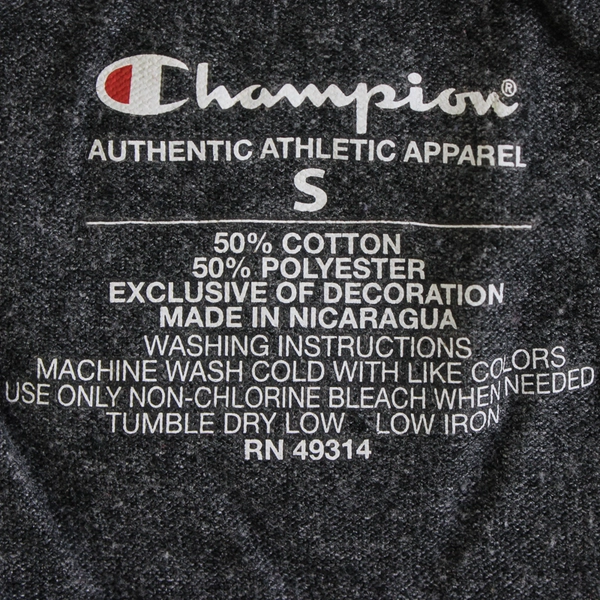 Champion®
AUTHENTIC ATHLETIC APPAREL
S
50% COTTON
50% POLYESTER
EXCLUSIVE OF DECORATION
MADE IN NICARAGUA
WASHING INSTRUCTIONS
MACHINE WASH COLD WITH LIKE COLORS
USE ONLY NON-CHLORINE BLEACH WHEN NEEDED
TUMBLE DRY LOW LOW IRON
RN 49314